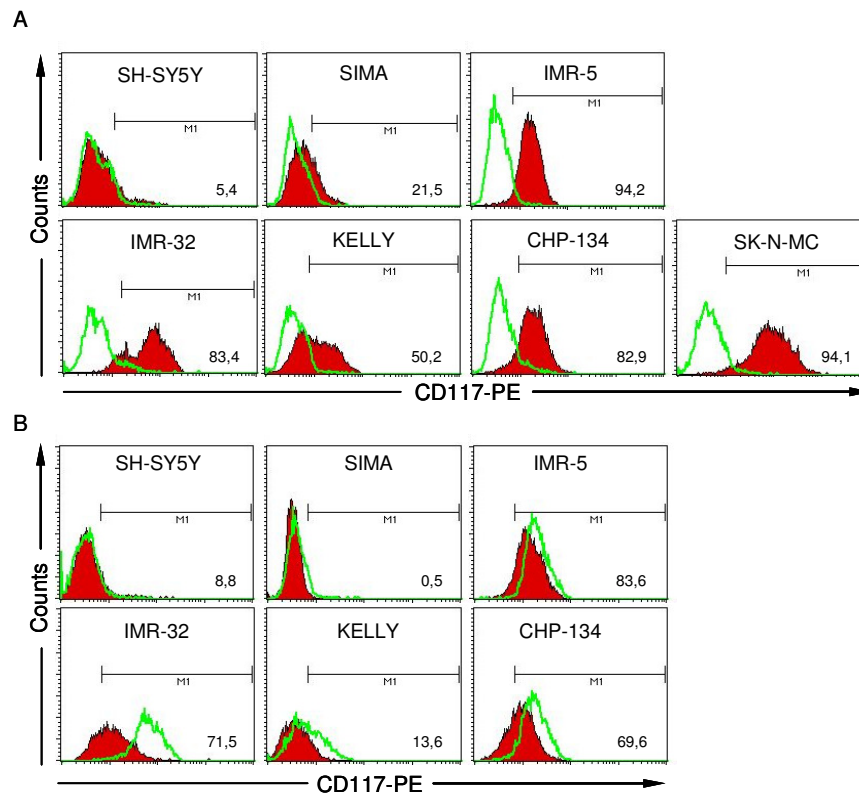 A
SH-SY5Y
M1
5,4
SIMA
M1
21,5
IMR-5
M1
94,2
Counts
IMR-32
M1
83,4
KELLY
M1
50,2
CHP-134
M1
82,9
SK-N-MC
M1
94,1
CD117-PE
B
SH-SY5Y
M1
8,8
SIMA
M1
0,5
IMR-5
M1
83,6
Counts
IMR-32
M1
71,5
KELLY
M1
13,6
CHP-134
M1
69,6
CD117-PE